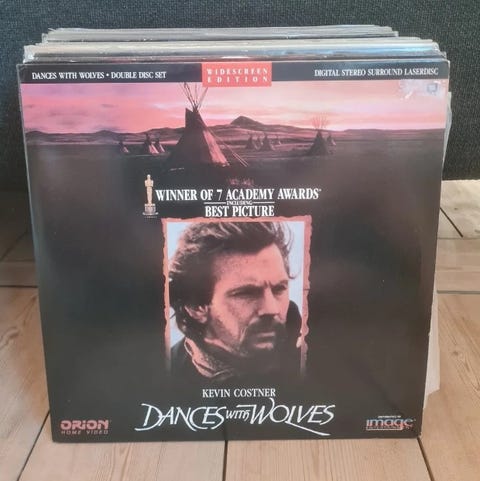 DANCES WITH WOLVES • DOUBLE DISC SET
WIDESCREEN
EDITION
DIGITAL STEREO SURROUND LASERDISC
WINNER OF 7 ACADEMY AWARDS
INCLUDING
BEST PICTURE
KEVIN COSTNER
DANCES WITH WOLVES
ORION
HOME VIDEO
image